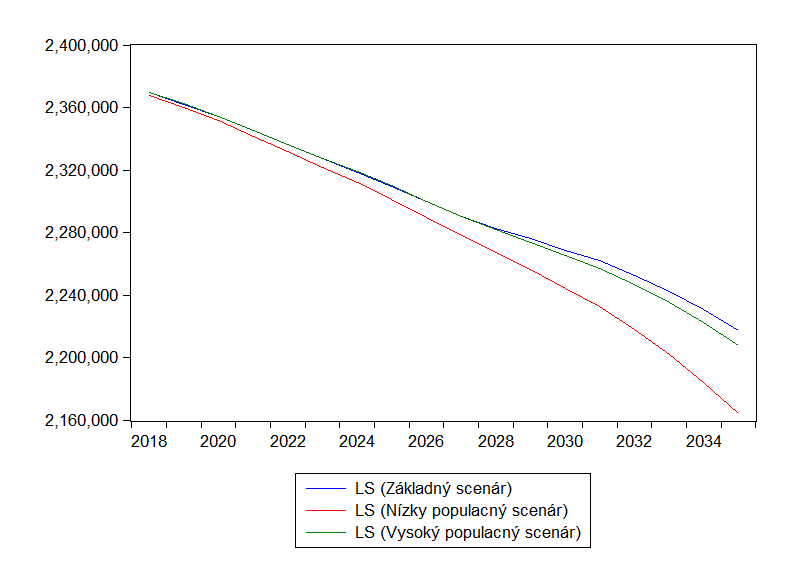 2,400,000
2,360,000
2,320,000
2,280,000
2,240,000
2,200,000
2,160,000
2018 2020 2022 2024 2026 2028 2030 2032 2034
LS (Základný scenár)
LS (Nízky populacný scenár)
LS (Vysoký populacný scenár)